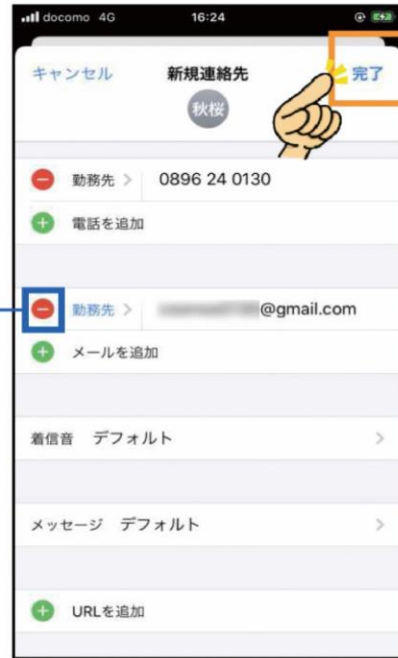 docomo 4G 16:24
キャンセル 新規連絡先 完了
秋桜
勤務先 0896 24 0130
電話を追加
勤務先 @gmail.com
メールを追加
着信音 デフォルト
メッセージ デフォルト
URLを追加